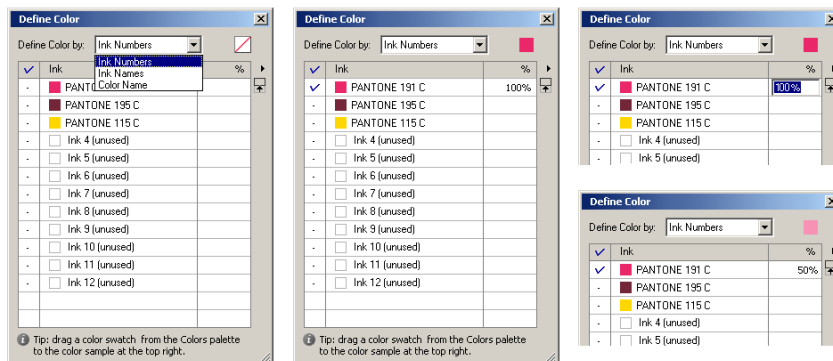 Define Color
Define Color by: Ink Numbers
Ink Numbers
Ink Names
Color Name
Ink %
PANTO
PANTONE 195 C
PANTONE 115 C
Ink 4 (unused)
Ink 5 (unused)
Ink 6 (unused)
Ink 7 (unused)
Ink 8 (unused)
Ink 9 (unused)
Ink 10 (unused)
Ink 11 (unused)
Ink 12 (unused)
Tip: drag a color swatch from the Colors palette
to the color sample at the top right.
Define Color
Define Color by: Ink Numbers
Ink %
PANTONE 191 C 100%
PANTONE 195 C
PANTONE 115 C
Ink 4 (unused)
Ink 5 (unused)
Ink 6 (unused)
Ink 7 (unused)
Ink 8 (unused)
Ink 9 (unused)
Ink 10 (unused)
Ink 11 (unused)
Ink 12 (unused)
Tip: drag a color swatch from the Colors palette
to the color sample at the top right.
Define Color
Define Color by: Ink Numbers
Ink %
PANTONE 191 C 100%
PANTONE 195 C
PANTONE 115 C
Ink 4 (unused)
Ink 5 (unused)
Define Color
Define Color by: Ink Numbers
Ink %
PANTONE 191 C 50%
PANTONE 195 C
PANTONE 115 C
Ink 4 (unused)
Ink 5 (unused)